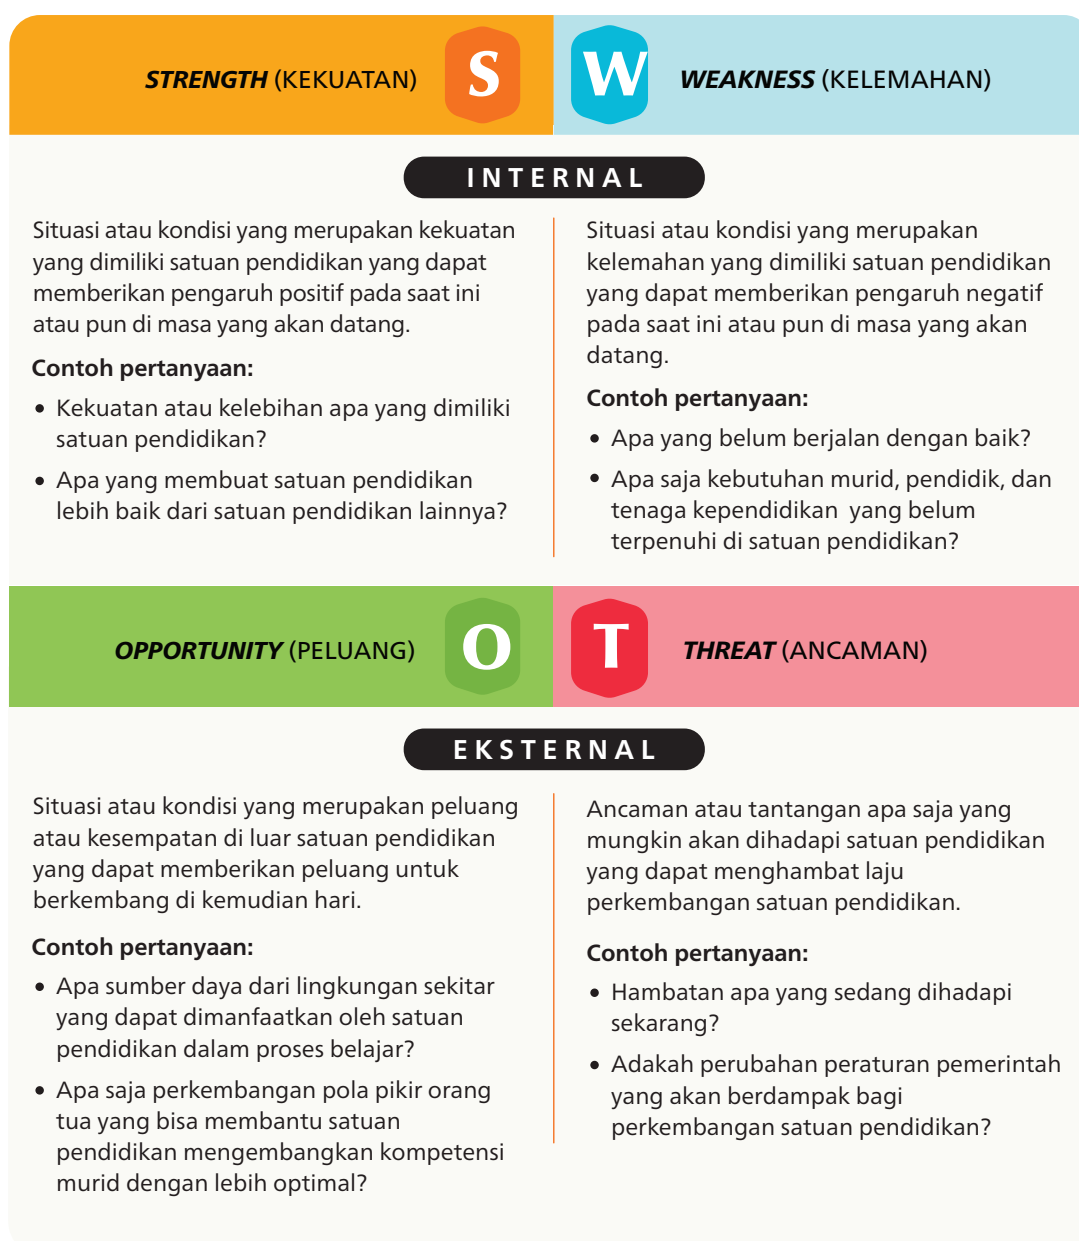 STRENGTH (KEKUATAN)
S
W
WEAKNESS (KELEMAHAN)
INTERNAL
Situasi atau kondisi yang merupakan kekuatan
yang dimiliki satuan pendidikan yang dapat
memberikan pengaruh positif pada saat ini
atau pun di masa yang akan datang.
Contoh pertanyaan:
• Kekuatan atau kelebihan apa yang dimiliki
satuan pendidikan?
• Apa yang membuat satuan pendidikan
lebih baik dari satuan pendidikan lainnya?
Situasi atau kondisi yang merupakan
kelemahan yang dimiliki satuan pendidikan
yang dapat memberikan pengaruh negatif
pada saat ini atau pun di masa yang akan
datang.
Contoh pertanyaan:
• Apa yang belum berjalan dengan baik?
• Apa saja kebutuhan murid, pendidik, dan
tenaga kependidikan yang belum
terpenuhi di satuan pendidikan?
OPPORTUNITY (PELUANG)
O
T
THREAT (ANCAMAN)
EKSTERNAL
Situasi atau kondisi yang merupakan peluang
atau kesempatan di luar satuan pendidikan
yang dapat memberikan peluang untuk
berkembang di kemudian hari.
Contoh pertanyaan:
• Apa sumber daya dari lingkungan sekitar
yang dapat dimanfaatkan oleh satuan
pendidikan dalam proses belajar?
• Apa saja perkembangan pola pikir orang
tua yang bisa membantu satuan
pendidikan mengembangkan kompetensi
murid dengan lebih optimal?
Ancaman atau tantangan apa saja yang
mungkin akan dihadapi satuan pendidikan
yang dapat menghambat laju
perkembangan satuan pendidikan.
Contoh pertanyaan:
• Hambatan apa yang sedang dihadapi
sekarang?
• Adakah perubahan peraturan pemerintah
yang akan berdampak bagi
perkembangan satuan pendidikan?